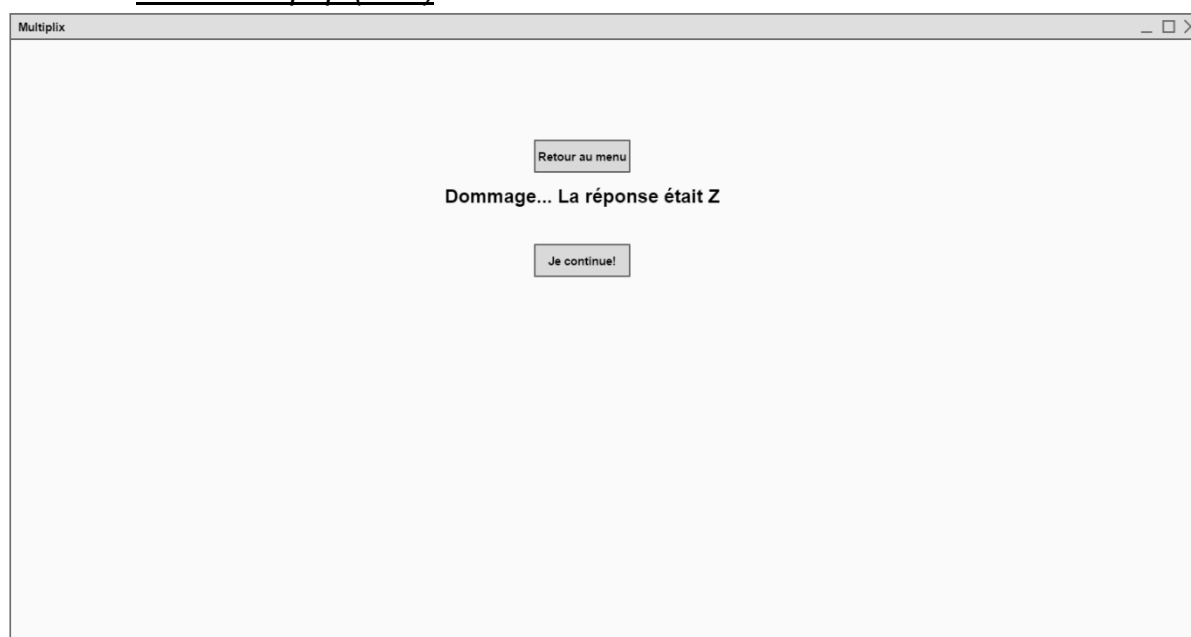 Multiplix
Retour au menu
Dommage... La réponse était Z
Je continue!